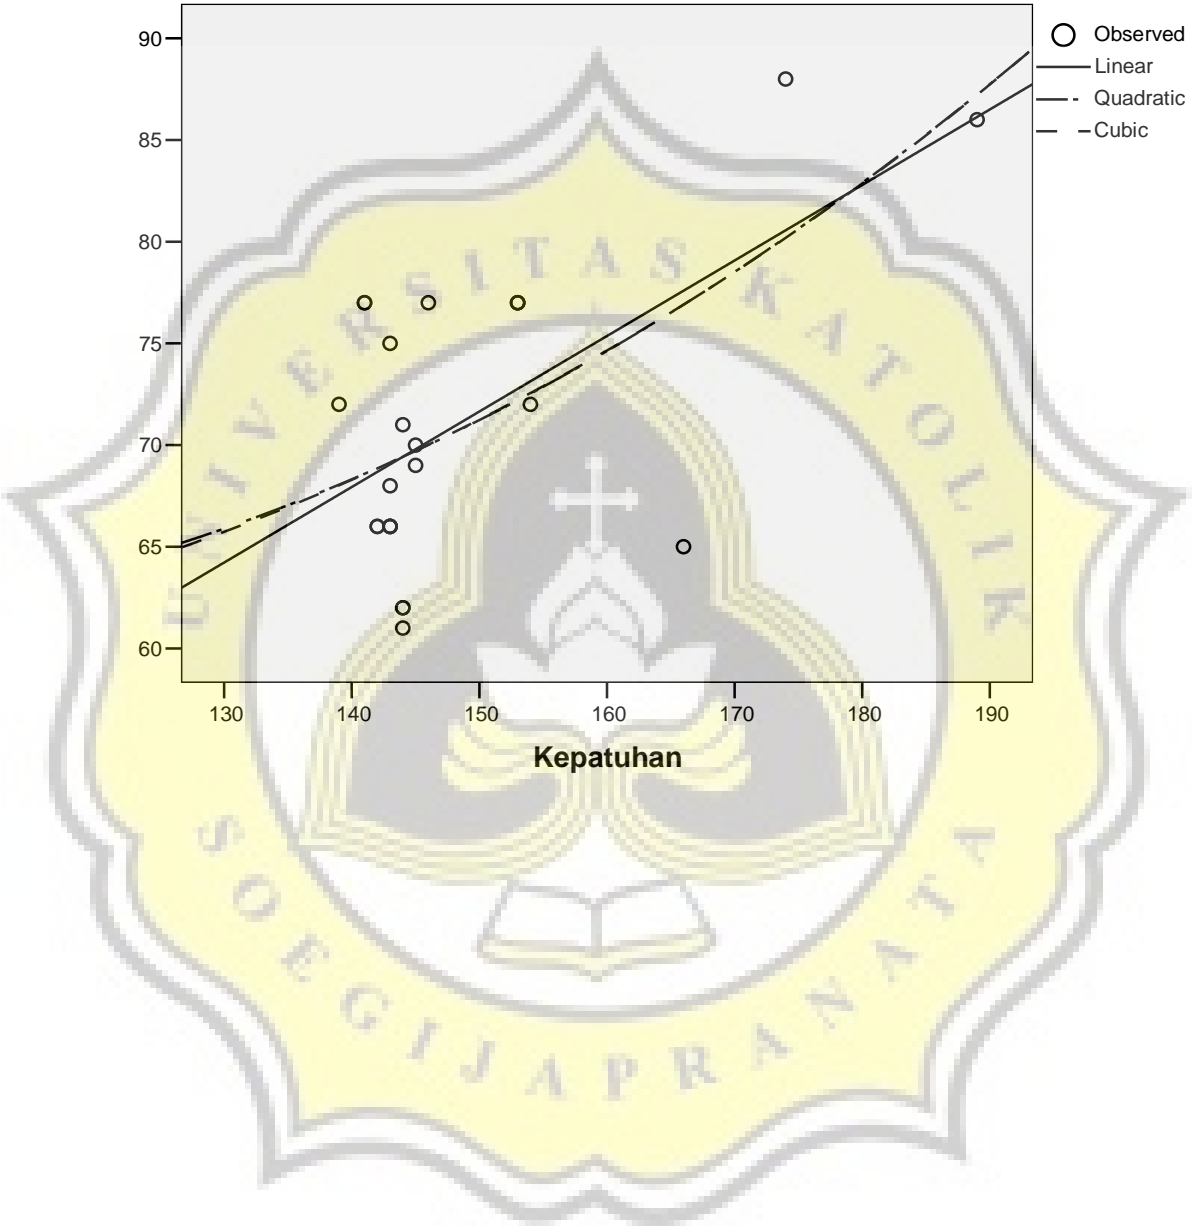 90
85
80
75
70
65
60
130 140 150 160 170 180 190
Kepatuhan
Observed
Linear
Quadratic
Cubic
UNIVERSITAS KATOLIK
SOEGIJAPRANATA